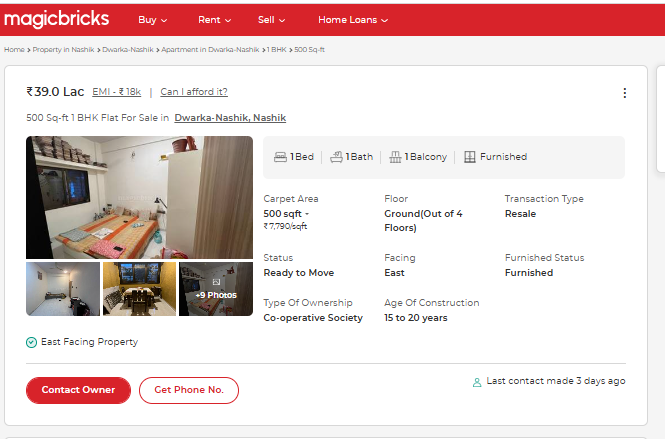 magicbricks
Buy Rent Sell Home Loans
Home > Property in Nashik > Dwarka-Nashik > Apartment in Dwarka-Nashik > 1 BHK > 500 Sq-ft
₹39.0 Lac EMI - ₹18k | Can I afford it?
500 Sq-ft 1 BHK Flat For Sale in Dwarka-Nashik, Nashik
1 Bed 1 Bath 1 Balcony Furnished
Carpet Area Floor Transaction Type
500 sqft - Ground(Out of 4 Resale
₹7,790/sqft Floors)
Status Facing Furnished Status
Ready to Move East Furnished
+9 Photos
Type Of Ownership Age Of Construction
Co-operative Society 15 to 20 years
East Facing Property
Contact Owner Get Phone No. Last contact made 3 days ago